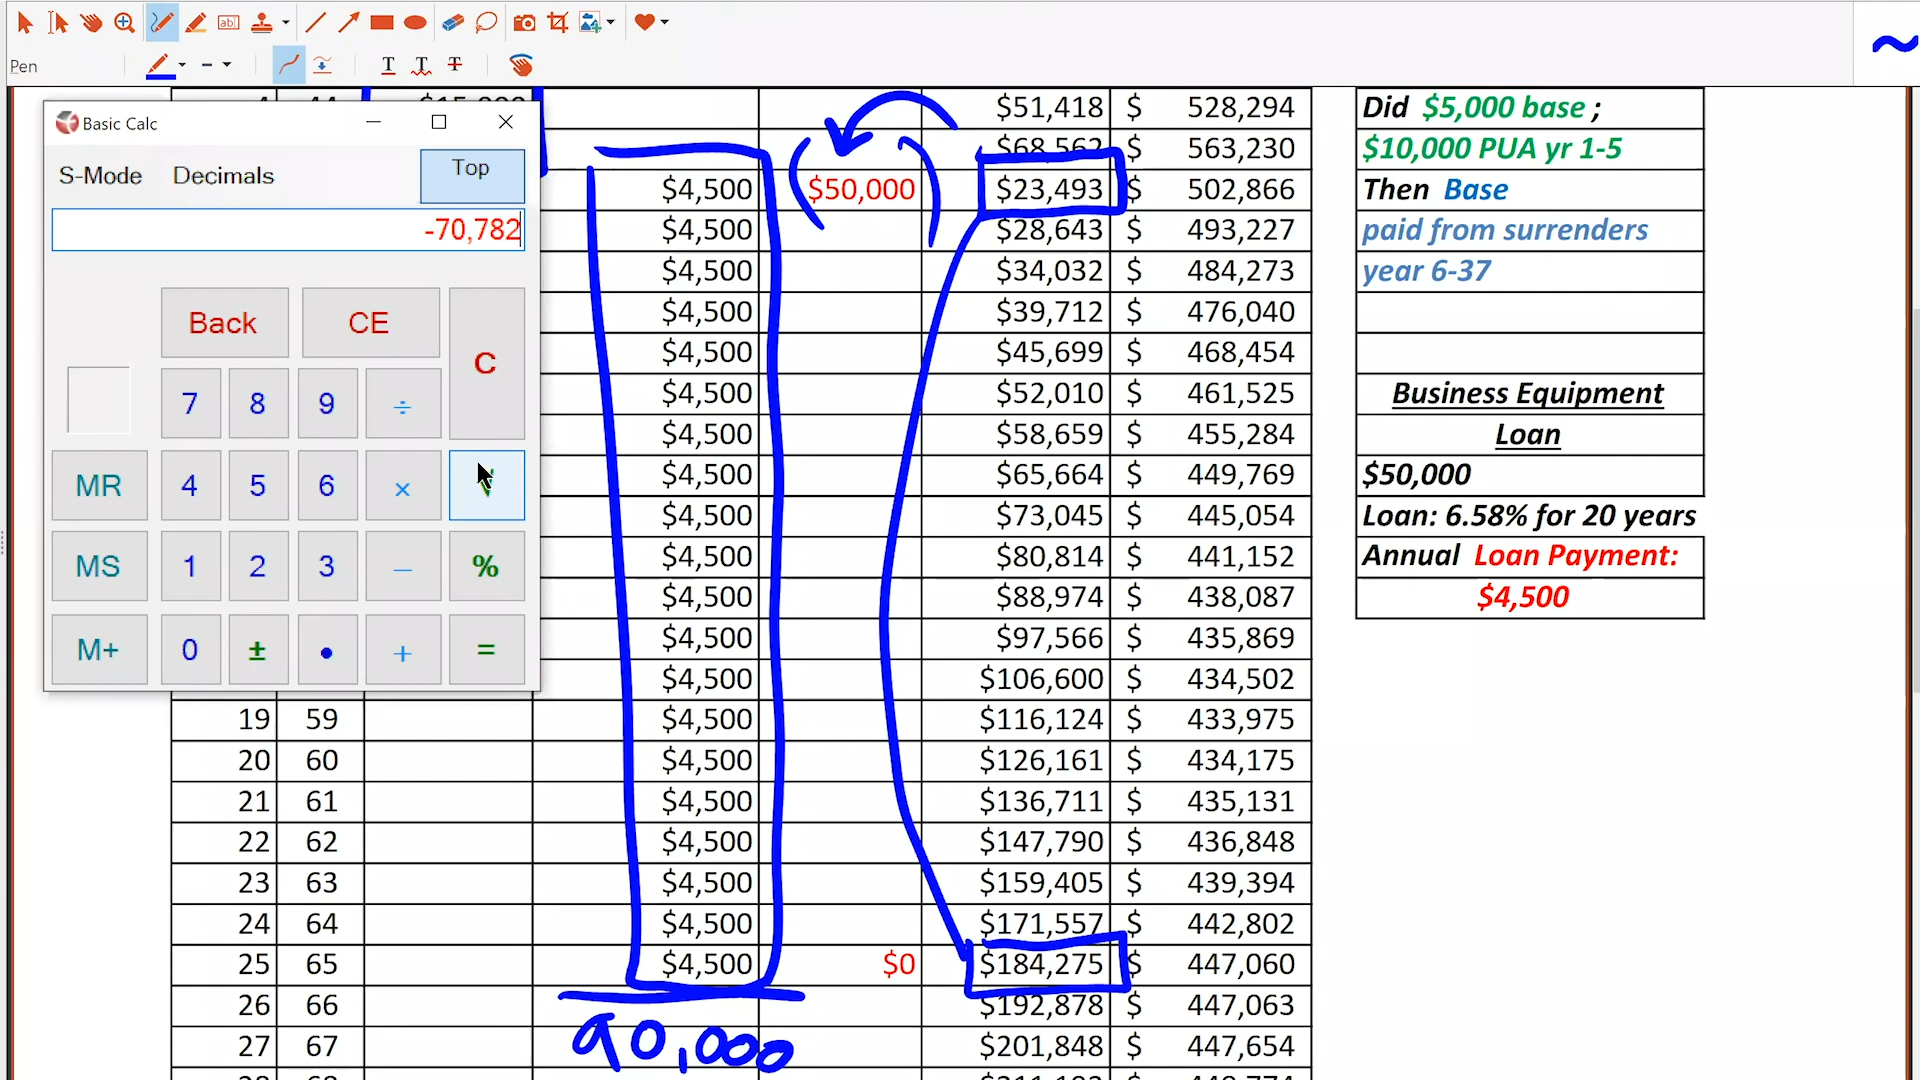 Pen
T T T
Basic Calc
S-Mode Decimals Top
-70,782
Back CE C
7 8 9 ÷
MR 4 5 6 ×
MS 1 2 3 – %
M+ 0 ± • + =
$51,418 $ 528,294
$68,562 $ 563,230
$4,500 $50,000 $23,493 $ 502,866
$4,500 $28,643 $ 493,227
$4,500 $34,032 $ 484,273
$4,500 $39,712 $ 476,040
$4,500 $45,699 $ 468,454
$4,500 $52,010 $ 461,525
$4,500 $58,659 $ 455,284
$4,500 $65,664 $ 449,769
$4,500 $73,045 $ 445,054
$4,500 $80,814 $ 441,152
$4,500 $88,974 $ 438,087
$4,500 $97,566 $ 435,869
$4,500 $106,600 $ 434,502
19 59 $4,500 $116,124 $ 433,975
20 60 $4,500 $126,161 $ 434,175
21 61 $4,500 $136,711 $ 435,131
22 62 $4,500 $147,790 $ 436,848
23 63 $4,500 $159,405 $ 439,394
24 64 $4,500 $171,557 $ 442,802
25 65 $4,500 $0 $184,275 $ 447,060
26 66 $192,878 $ 447,063
27 67 $201,848 $ 447,654
90,000
Did $5,000 base ;
$10,000 PUA yr 1-5
Then Base
paid from surrenders
year 6-37
Business Equipment
Loan
$50,000
Loan: 6.58% for 20 years
Annual Loan Payment:
$4,500